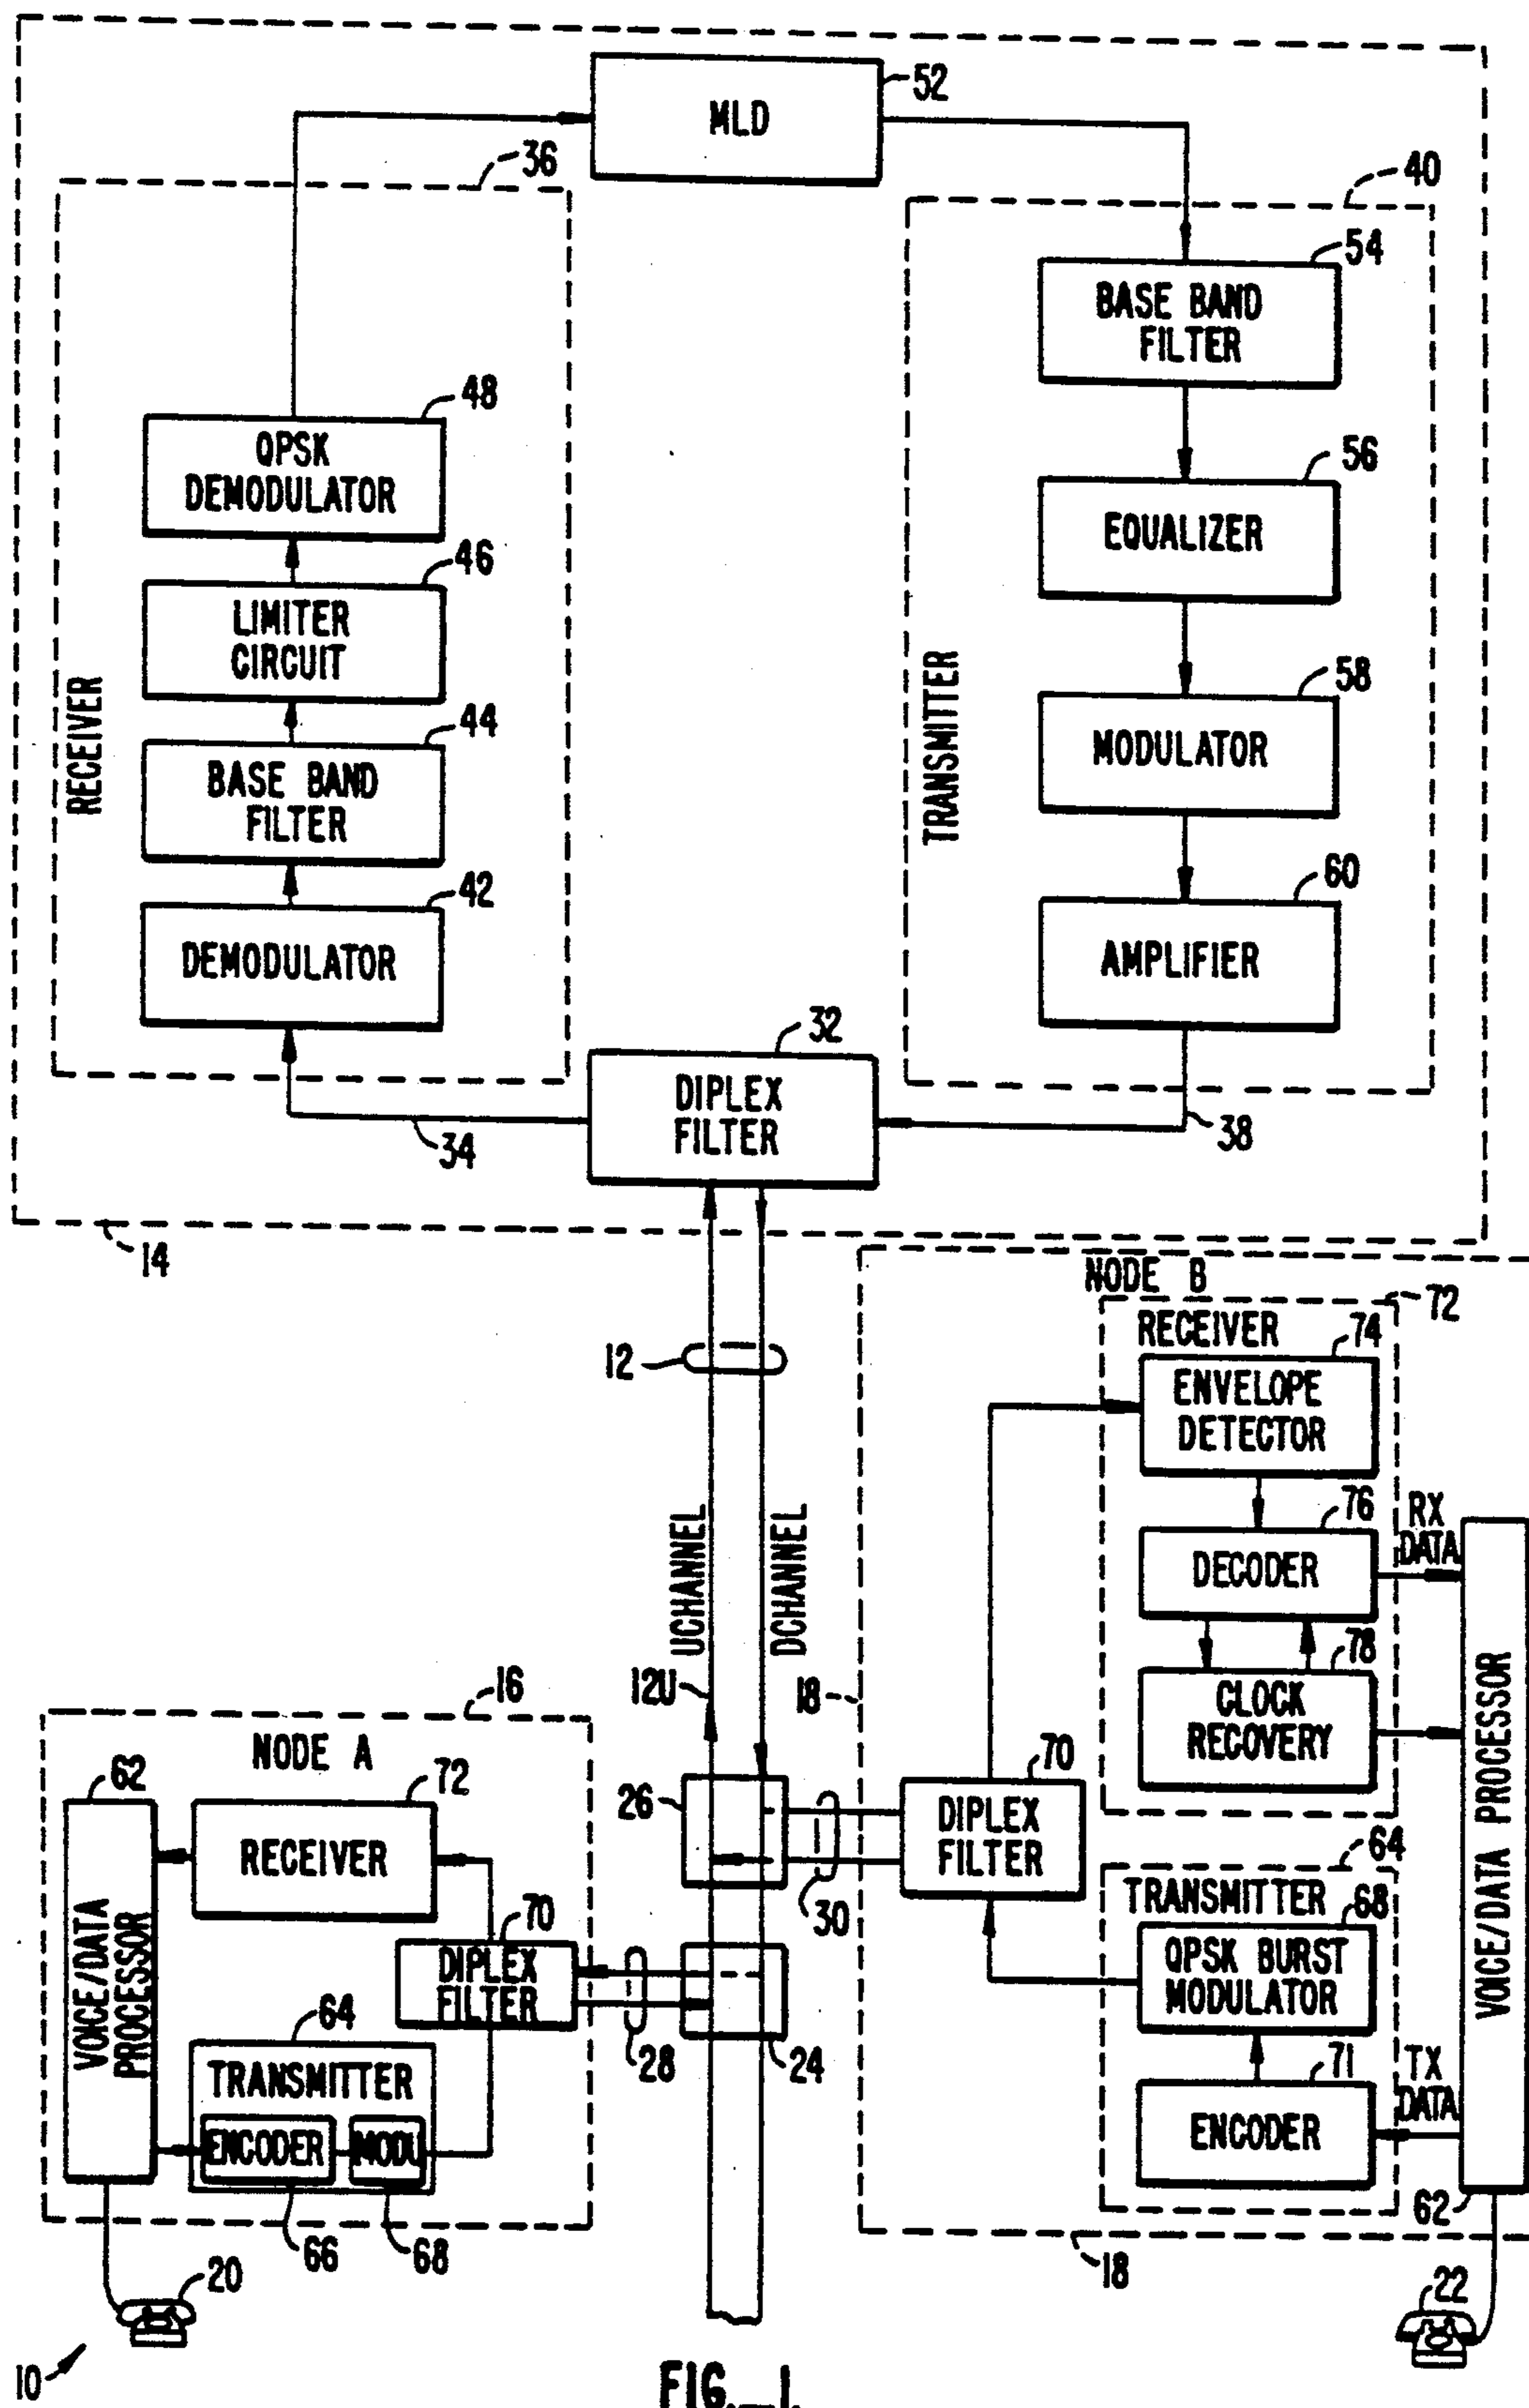 MLD
52
36
40
54
BASE BAND
FILTER
48
QPSK
DEMODULATOR
56
EQUALIZER
46
LIMITER
CIRCUIT
RECEIVER
TRANSMITTER
58
MODULATOR
44
BASE BAND
FILTER
60
AMPLIFIER
42
DEMODULATOR
32
DIPLEX
FILTER
34
38
14
NODE B
72
RECEIVER
74
ENVELOPE
DETECTOR
12
76
DECODER
RX
DATA
UCHANNEL
DCHANNEL
78
CLOCK
RECOVERY
12U
18
16
NODE A
62
72
RECEIVER
26
70
DIPLEX
FILTER
30
VOICE/DATA PROCESSOR
64
TRANSMITTER
68
QPSK BURST
MODULATOR
70
DIPLEX
FILTER
VOICE/DATA
PROCESSOR
28
24
64
TRANSMITTER
ENCODER
MODU
71
ENCODER
TX
DATA
62
66
68
18
20
22
10
FIG._1.